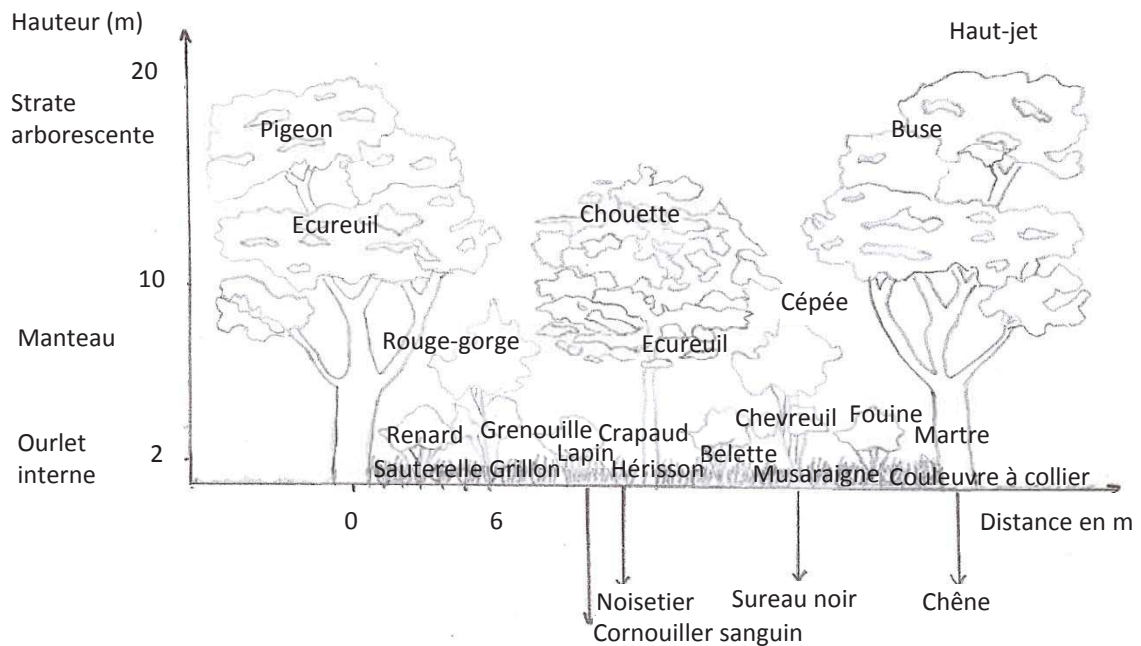 Hauteur (m)
Haut-jet
20
Strate
arborescente
Pigeon
Buse
Ecureuil
Chouette
10
Cépée
Manteau
Rouge-gorge
Ecureuil
Ourlet
interne
2
Renard
Grenouille
Crapaud
Chevreuil
Fouine
Martre
Lapin
Belette
Sauterelle
Grillon
Hérisson
Musaraigne
Couleuvre à collier
0
6
Distance en m
Noisetier
Sureau noir
Chêne
Cornouiller sanguin